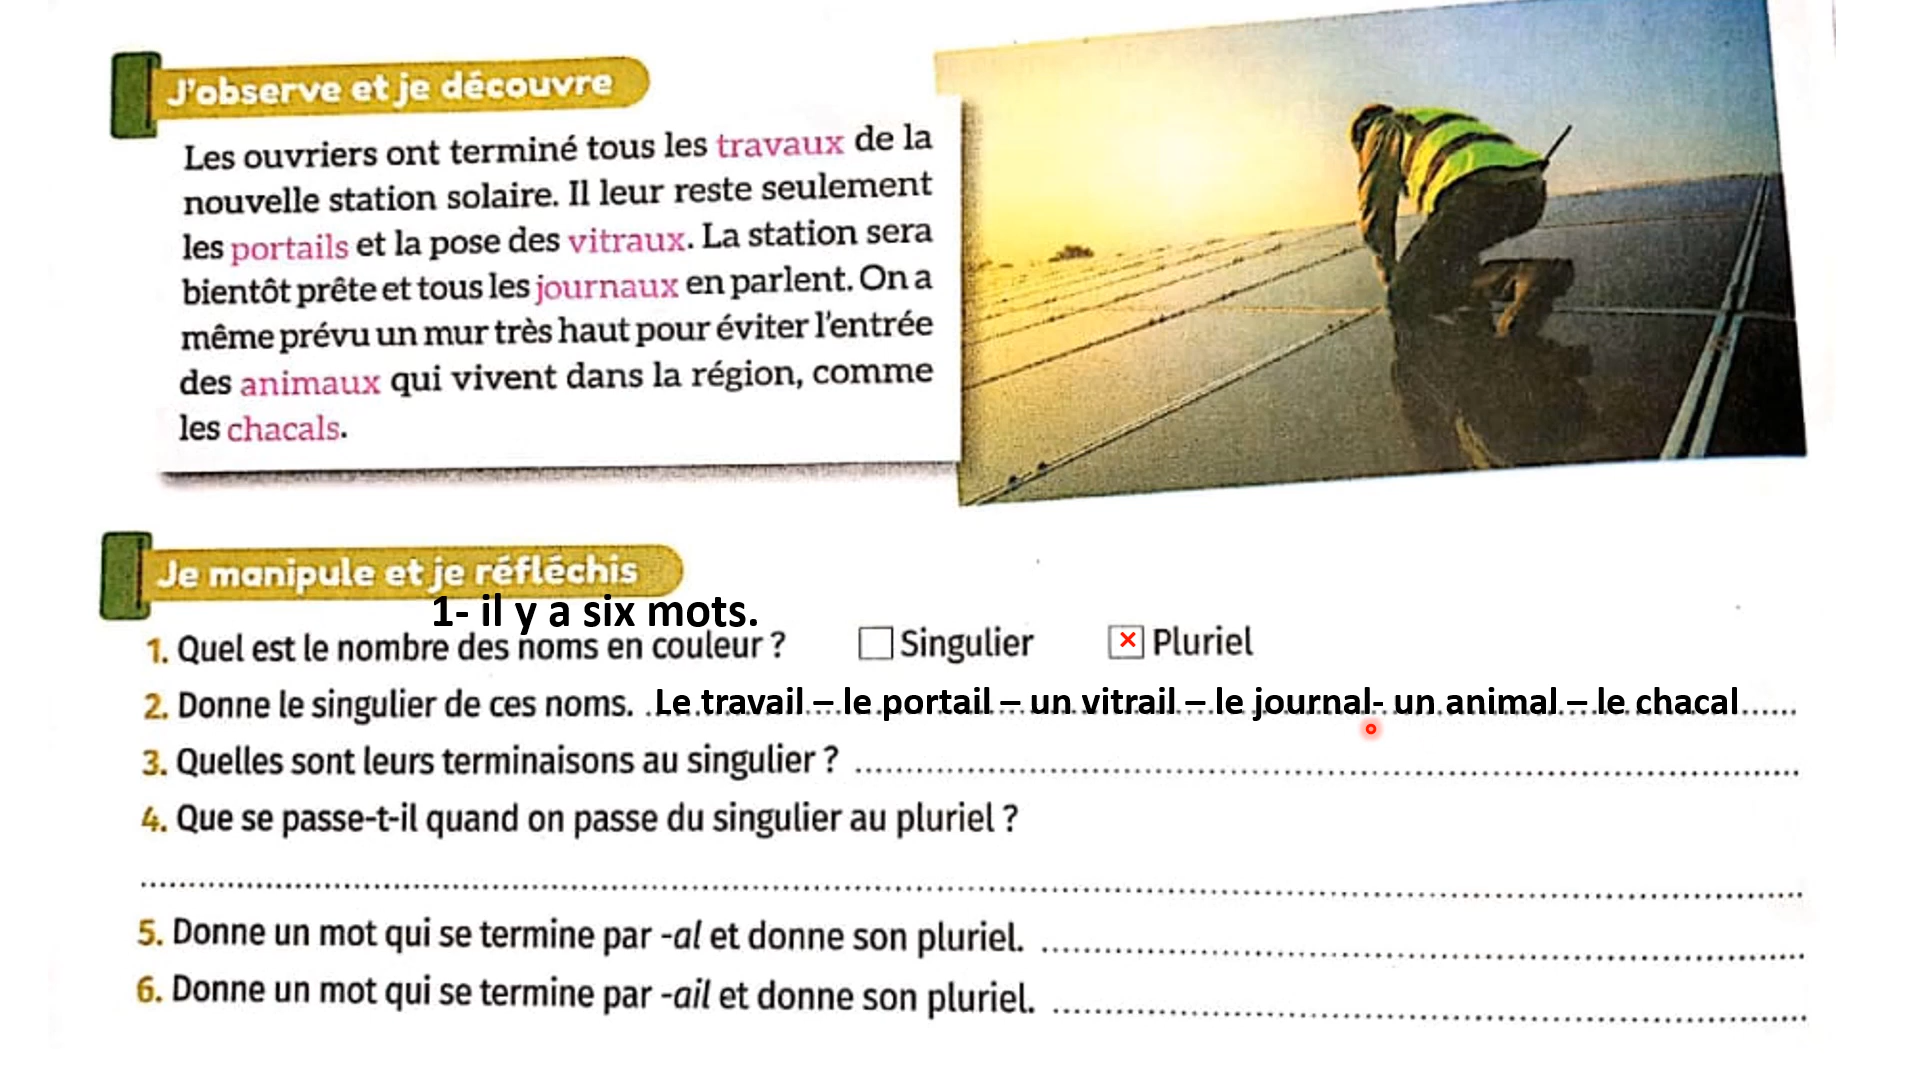 J'observe et je découvre
Les ouvriers ont terminé tous les travaux de la
nouvelle station solaire. Il leur reste seulement
les portails et la pose des vitraux. La station sera
bientôt prête et tous les journaux en parlent. On a
même prévu un mur très haut pour éviter l'entrée
des animaux qui vivent dans la région, comme
les chacals.
Je manipule et je réfléchis
1- il y a six mots.
1. Quel est le nombre des noms en couleur ? Singulier × Pluriel
2. Donne le singulier de ces noms. Le travail – le portail – un vitrail – le journal- un animal – le chacal
3. Quelles sont leurs terminaisons au singulier ?
4. Que se passe-t-il quand on passe du singulier au pluriel ?
5. Donne un mot qui se termine par -al et donne son pluriel.
6. Donne un mot qui se termine par -ail et donne son pluriel.